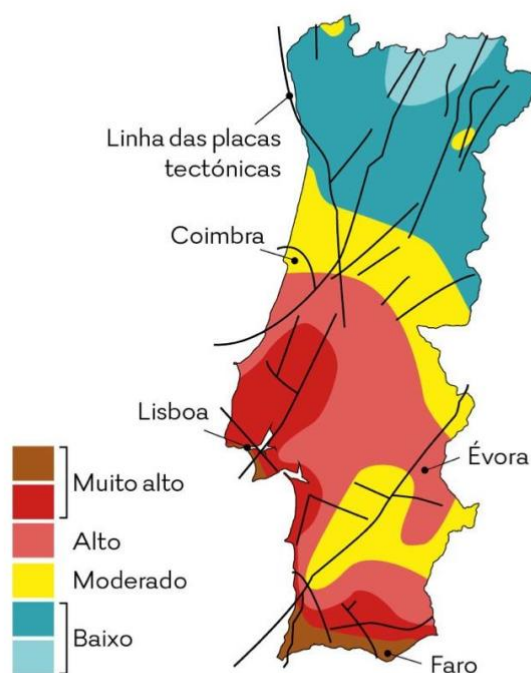 Linha das placas
tectónicas
Coimbra
Lisboa
Évora
Muito alto
Alto
Moderado
Baixo
Faro